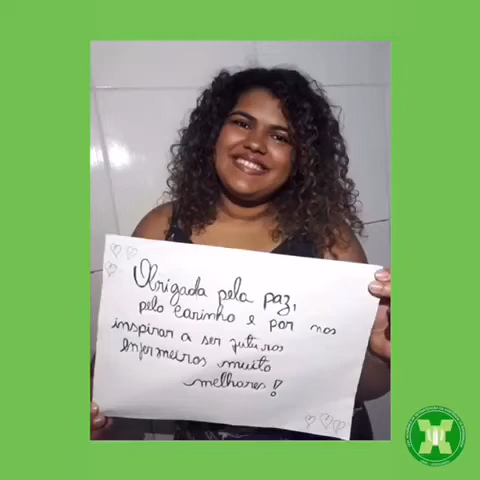 Obrigada pela paz,
pelo carinho e por nos
inspirar a ser futuros
enfermeiros muito
melhores!